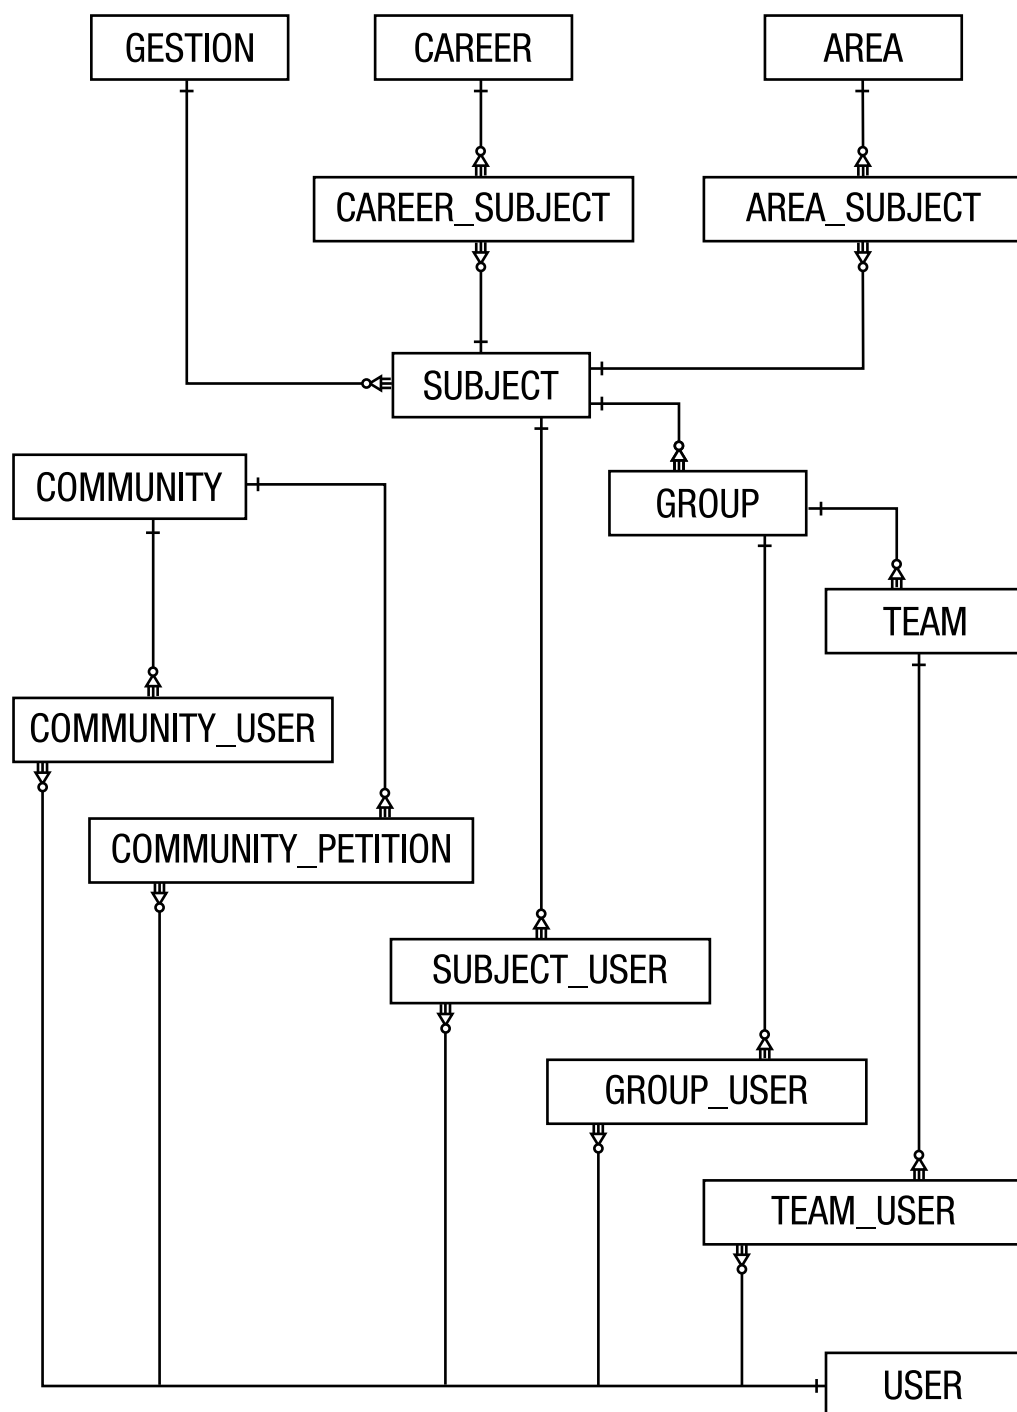 GESTION
CAREER
AREA
CAREER_SUBJECT
AREA_SUBJECT
SUBJECT
COMMUNITY
GROUP
TEAM
COMMUNITY_USER
COMMUNITY_PETITION
SUBJECT_USER
GROUP_USER
TEAM_USER
USER